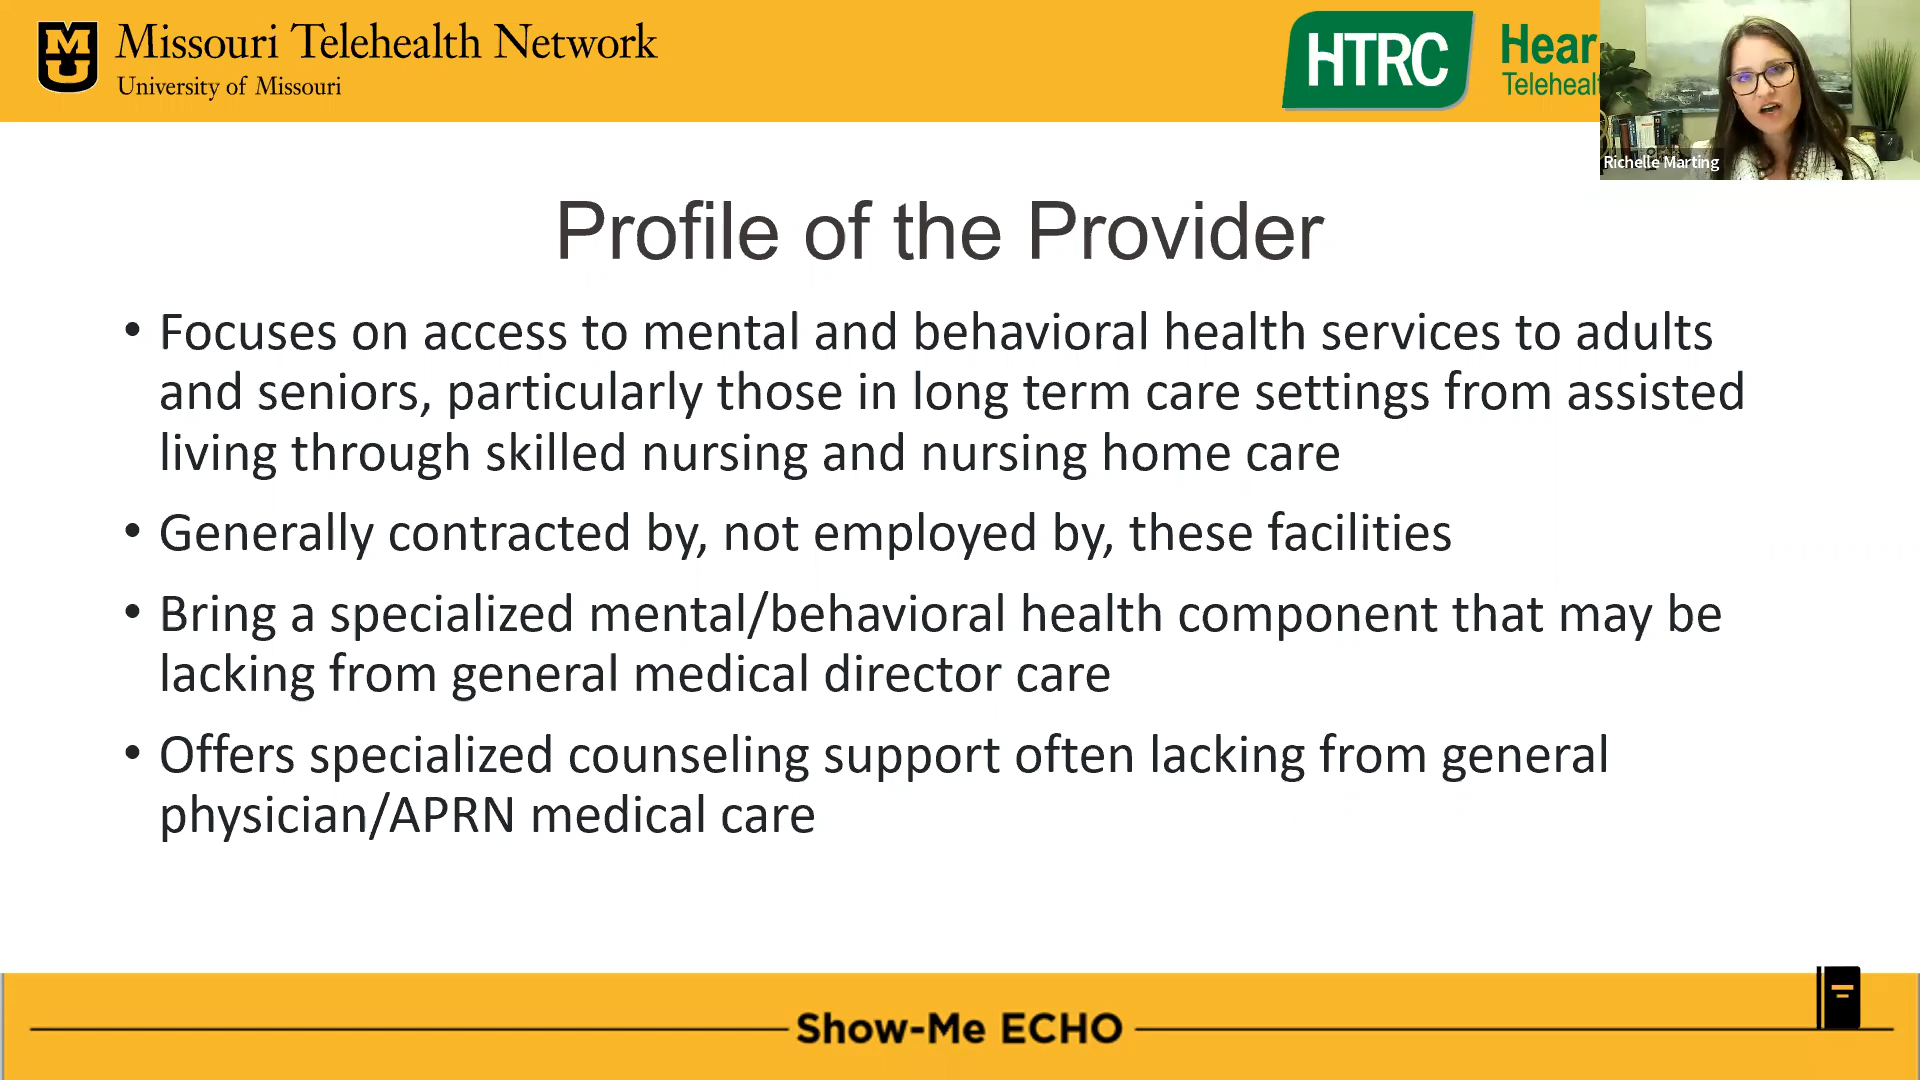 Missouri Telehealth Network
University of Missouri
HTRC
Hear
Teleheal
Richelle Marting
Profile of the Provider
• Focuses on access to mental and behavioral health services to adults
and seniors, particularly those in long term care settings from assisted
living through skilled nursing and nursing home care
• Generally contracted by, not employed by, these facilities
• Bring a specialized mental/behavioral health component that may be
lacking from general medical director care
• Offers specialized counseling support often lacking from general
physician/APRN medical care
Show-Me ECHO